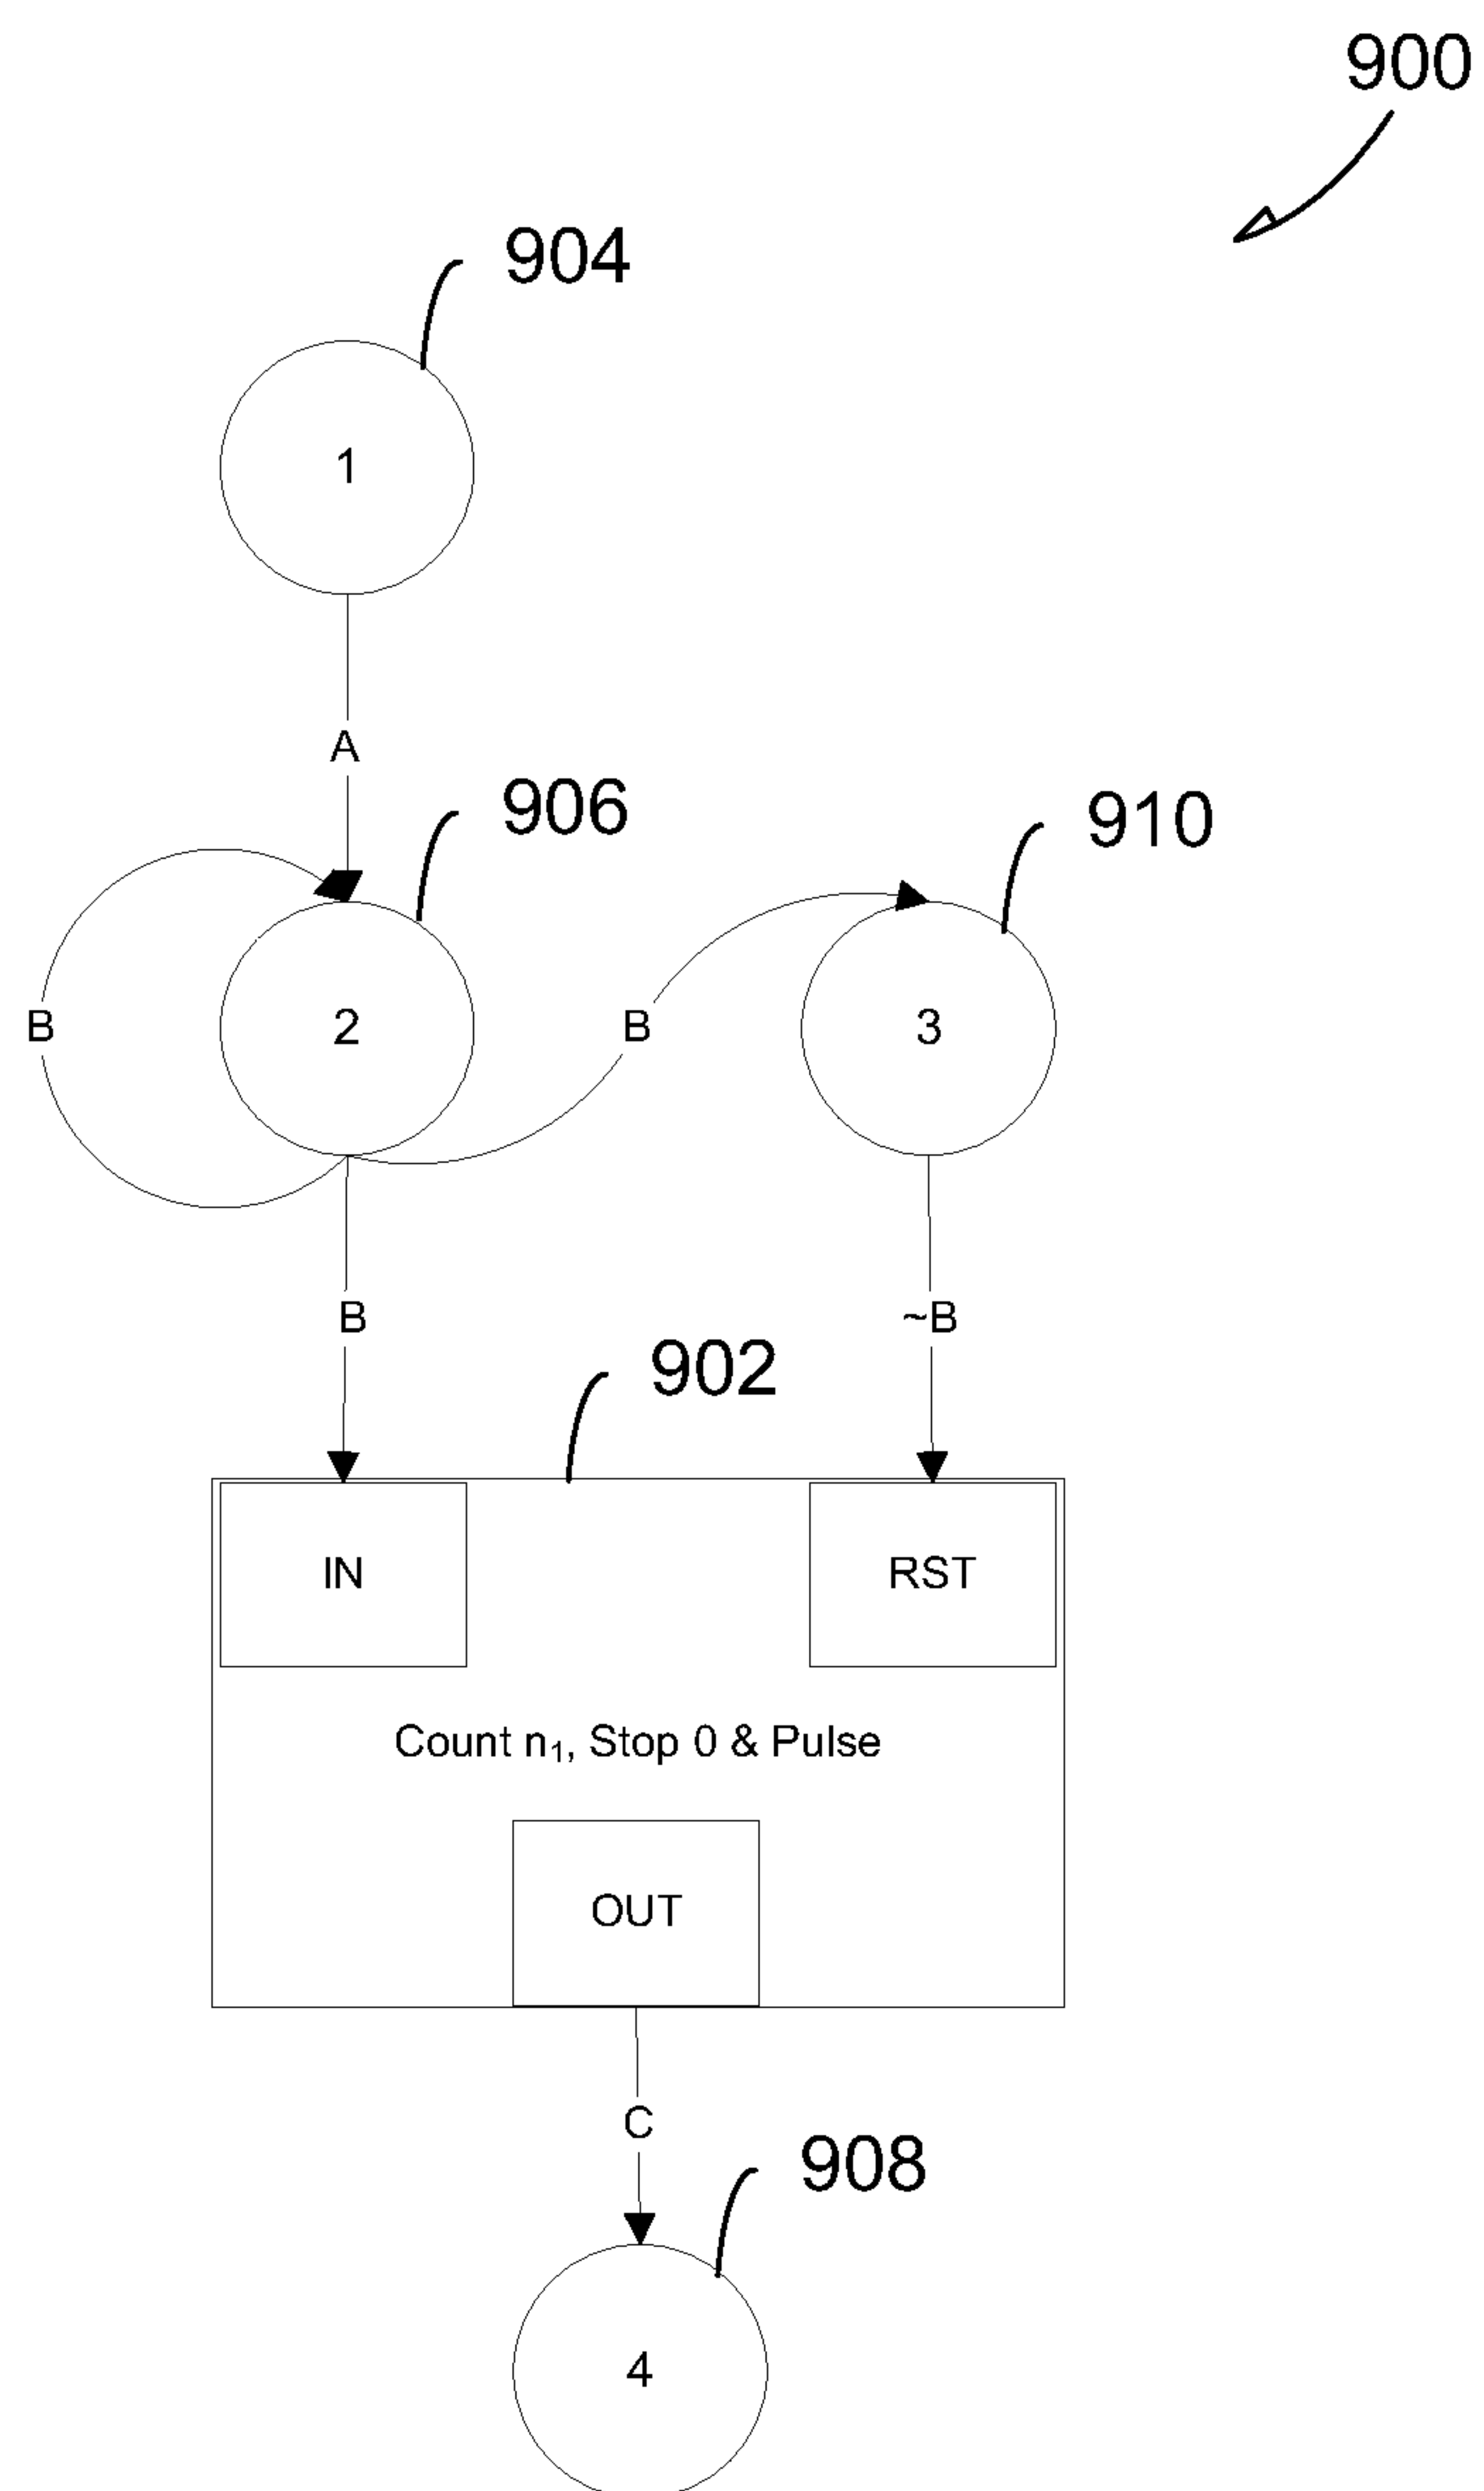 900
904
1
A
906
910
B
2
B
3
B
~B
902
IN
RST
Count n₁, Stop 0 & Pulse
OUT
C
908
4